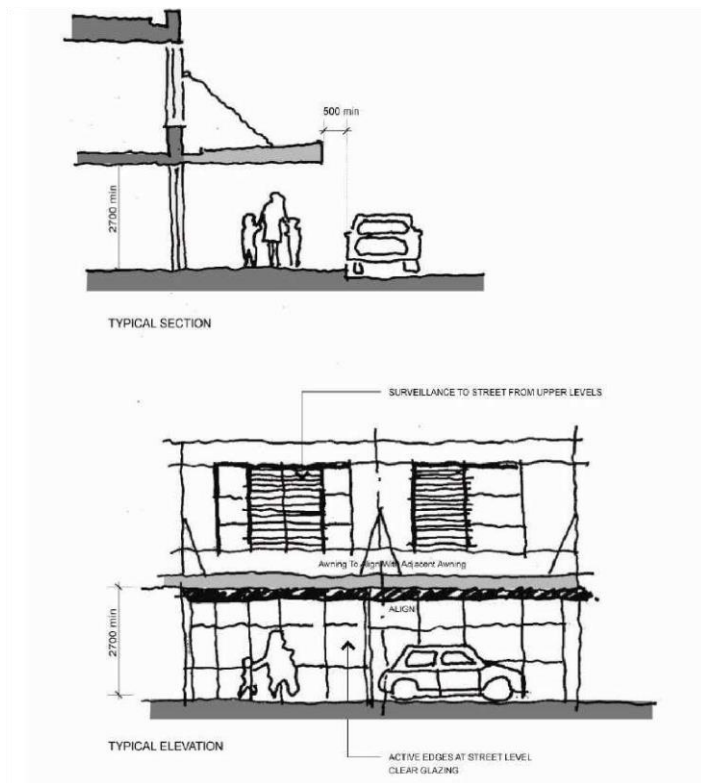 500 min
2700 min
TYPICAL SECTION
SURVEILLANCE TO STREET FROM UPPER LEVELS
Awning To Align With Adjacent Awning
ALIGN
2700 min
TYPICAL ELEVATION
ACTIVE EDGES AT STREET LEVEL
CLEAR GLAZING